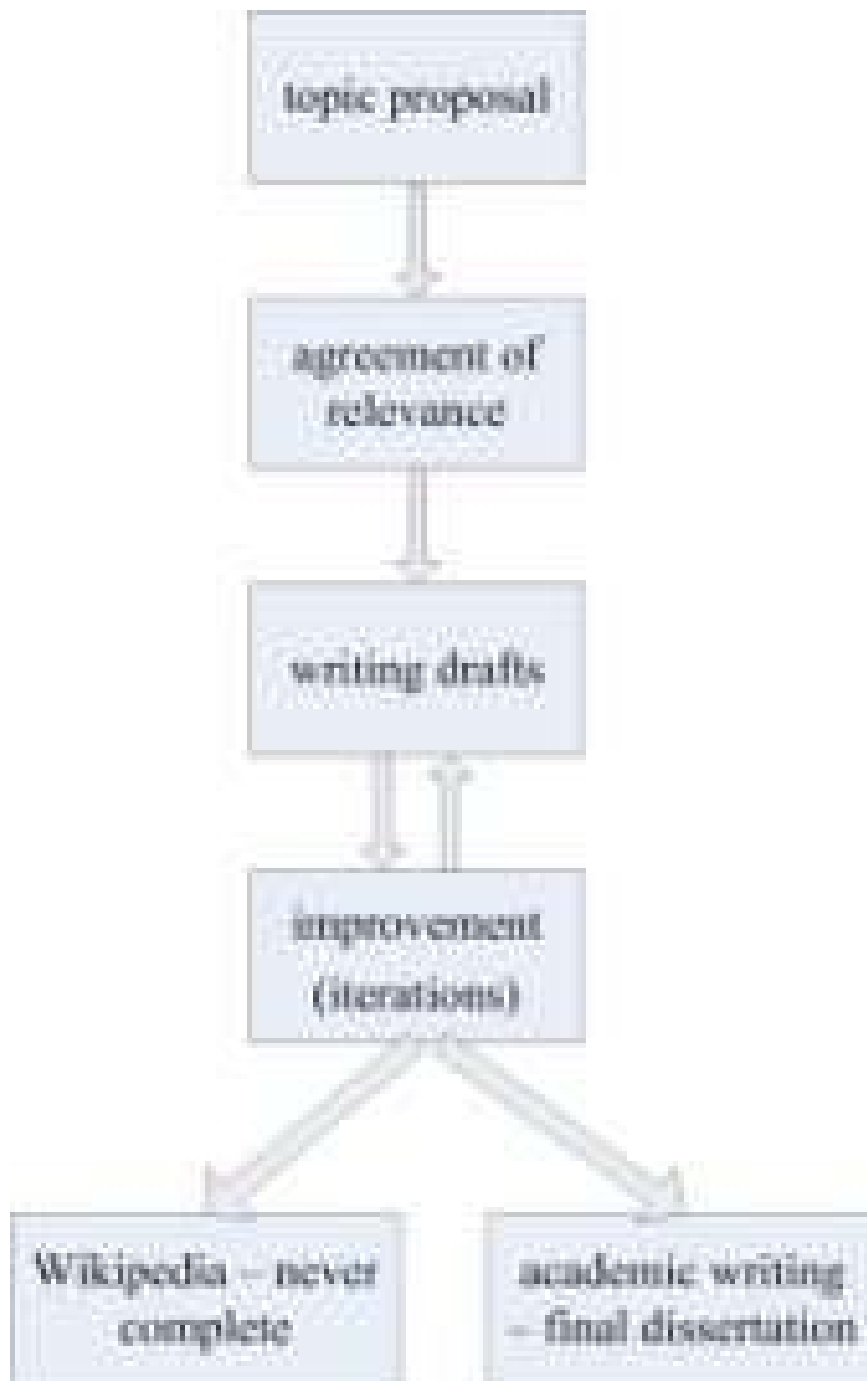 topic proposal
agreement of
relevance
writing drafts
improvement
(iterations)
Wikipedia – never
complete
academic writing
– final dissertation